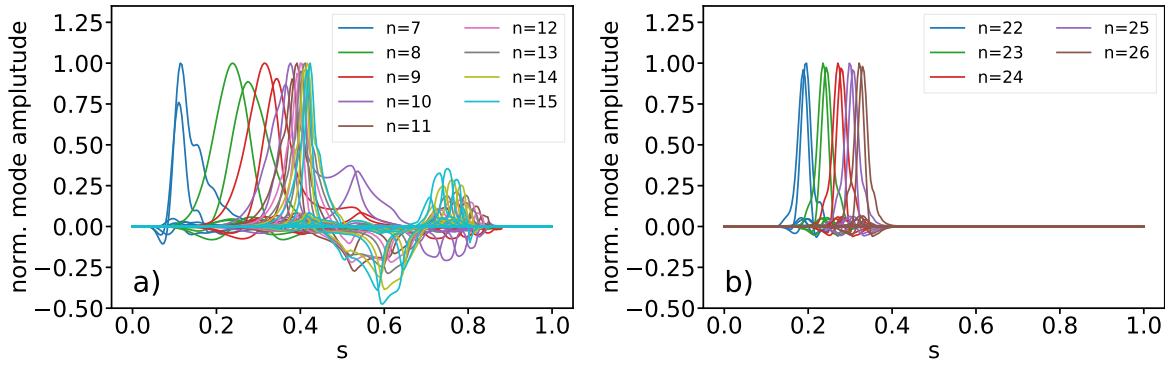 norm. mode amplutude
1.25
1.00
0.75
0.50
0.25
0.00
−0.25
−0.50
n=7
n=8
n=9
n=10
n=11
n=12
n=13
n=14
n=15
a)
0.0 0.2 0.4 0.6 0.8 1.0
s
norm. mode amplutude
1.25
1.00
0.75
0.50
0.25
0.00
−0.25
−0.50
n=22
n=23
n=24
n=25
n=26
b)
0.0 0.2 0.4 0.6 0.8 1.0
s